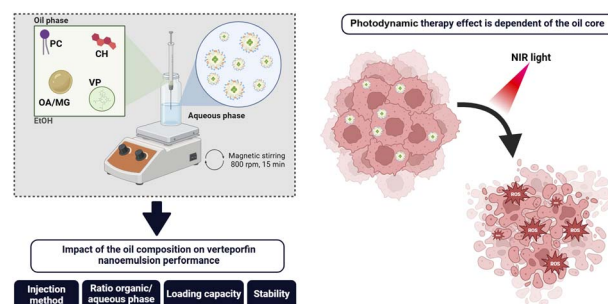 Oil phase
PC
CH
OA/MG
VP
EtOH
Aqueous phase
Magnetic stirring
800 rpm, 15 min
Impact of the oil composition on verteporfin
nanoemulsion performance
Injection
method
Ratio organic/
aqueous phase
Loading capacity
Stability
Photodynamic therapy effect is dependent of the oil core
NIR light
ROS
ROS
ROS
ROS